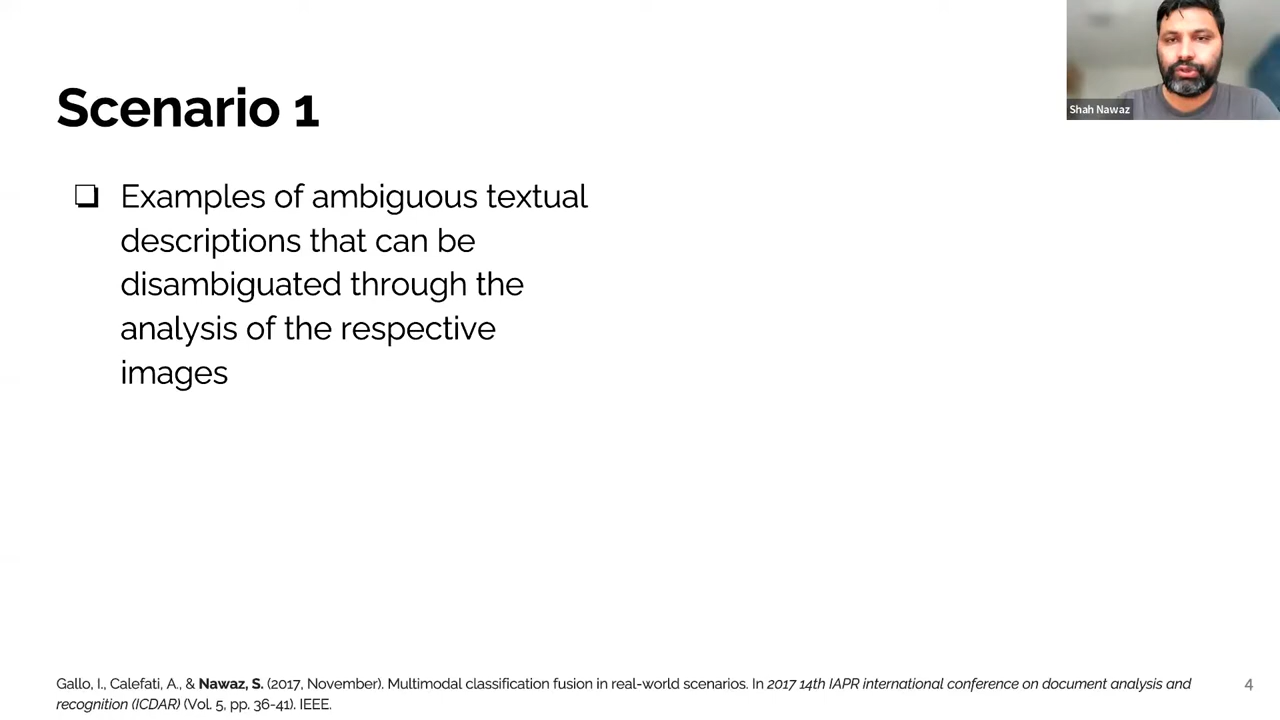 Scenario 1
Shah Nawaz
❏ Examples of ambiguous textual
descriptions that can be
disambiguated through the
analysis of the respective
images
Gallo, I., Calefati, A., & Nawaz, S. (2017, November). Multimodal classification fusion in real-world scenarios. In 2017 14th IAPR international conference on document analysis and
recognition (ICDAR) (Vol. 5, pp. 36-41). IEEE.
4